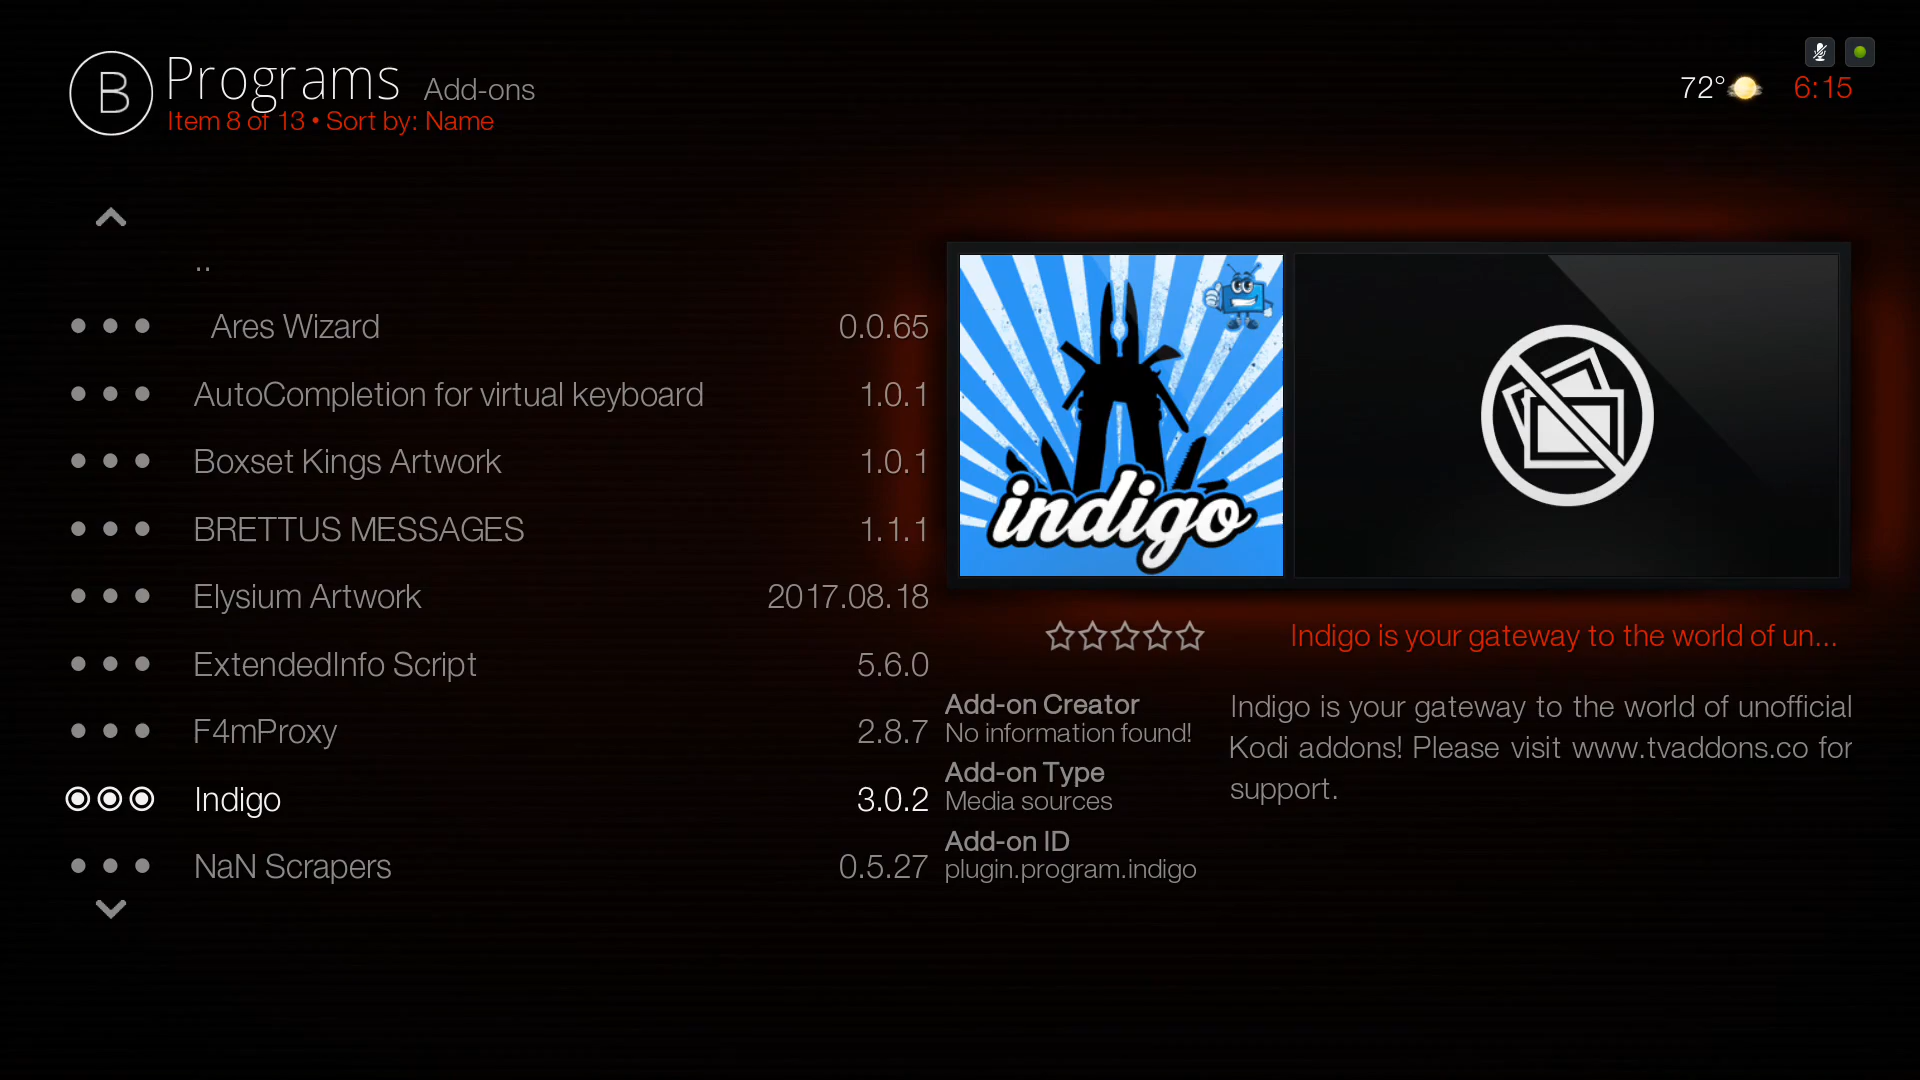 B
Programs Add-ons
Item 8 of 13 • Sort by: Name
72° 6:15
..
Ares Wizard 0.0.65
AutoCompletion for virtual keyboard 1.0.1
Boxset Kings Artwork 1.0.1
BRETTUS MESSAGES 1.1.1
Elysium Artwork 2017.08.18
ExtendedInfo Script 5.6.0
F4mProxy 2.8.7
Indigo 3.0.2
NaN Scrapers 0.5.27
indigo
Indigo is your gateway to the world of un...
Add-on Creator
No information found!
Add-on Type
Media sources
Add-on ID
plugin.program.indigo
Indigo is your gateway to the world of unofficial
Kodi addons! Please visit www.tvaddons.co for
support.